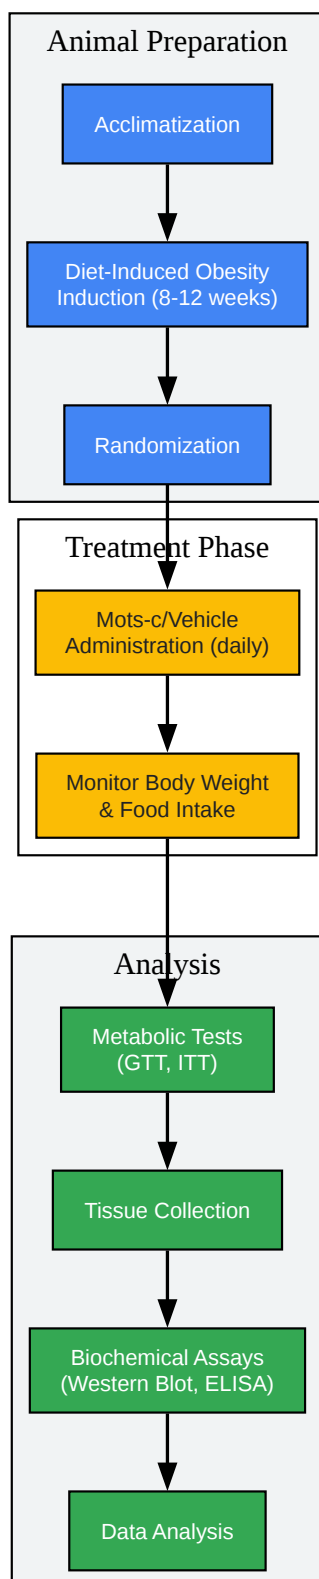 Animal Preparation
Acclimatization
Diet-Induced Obesity
Induction (8-12 weeks)
Randomization
Treatment Phase
Mots-c/Vehicle
Administration (daily)
Monitor Body Weight
& Food Intake
Analysis
Metabolic Tests
(GTT, ITT)
Tissue Collection
Biochemical Assays
(Western Blot, ELISA)
Data Analysis